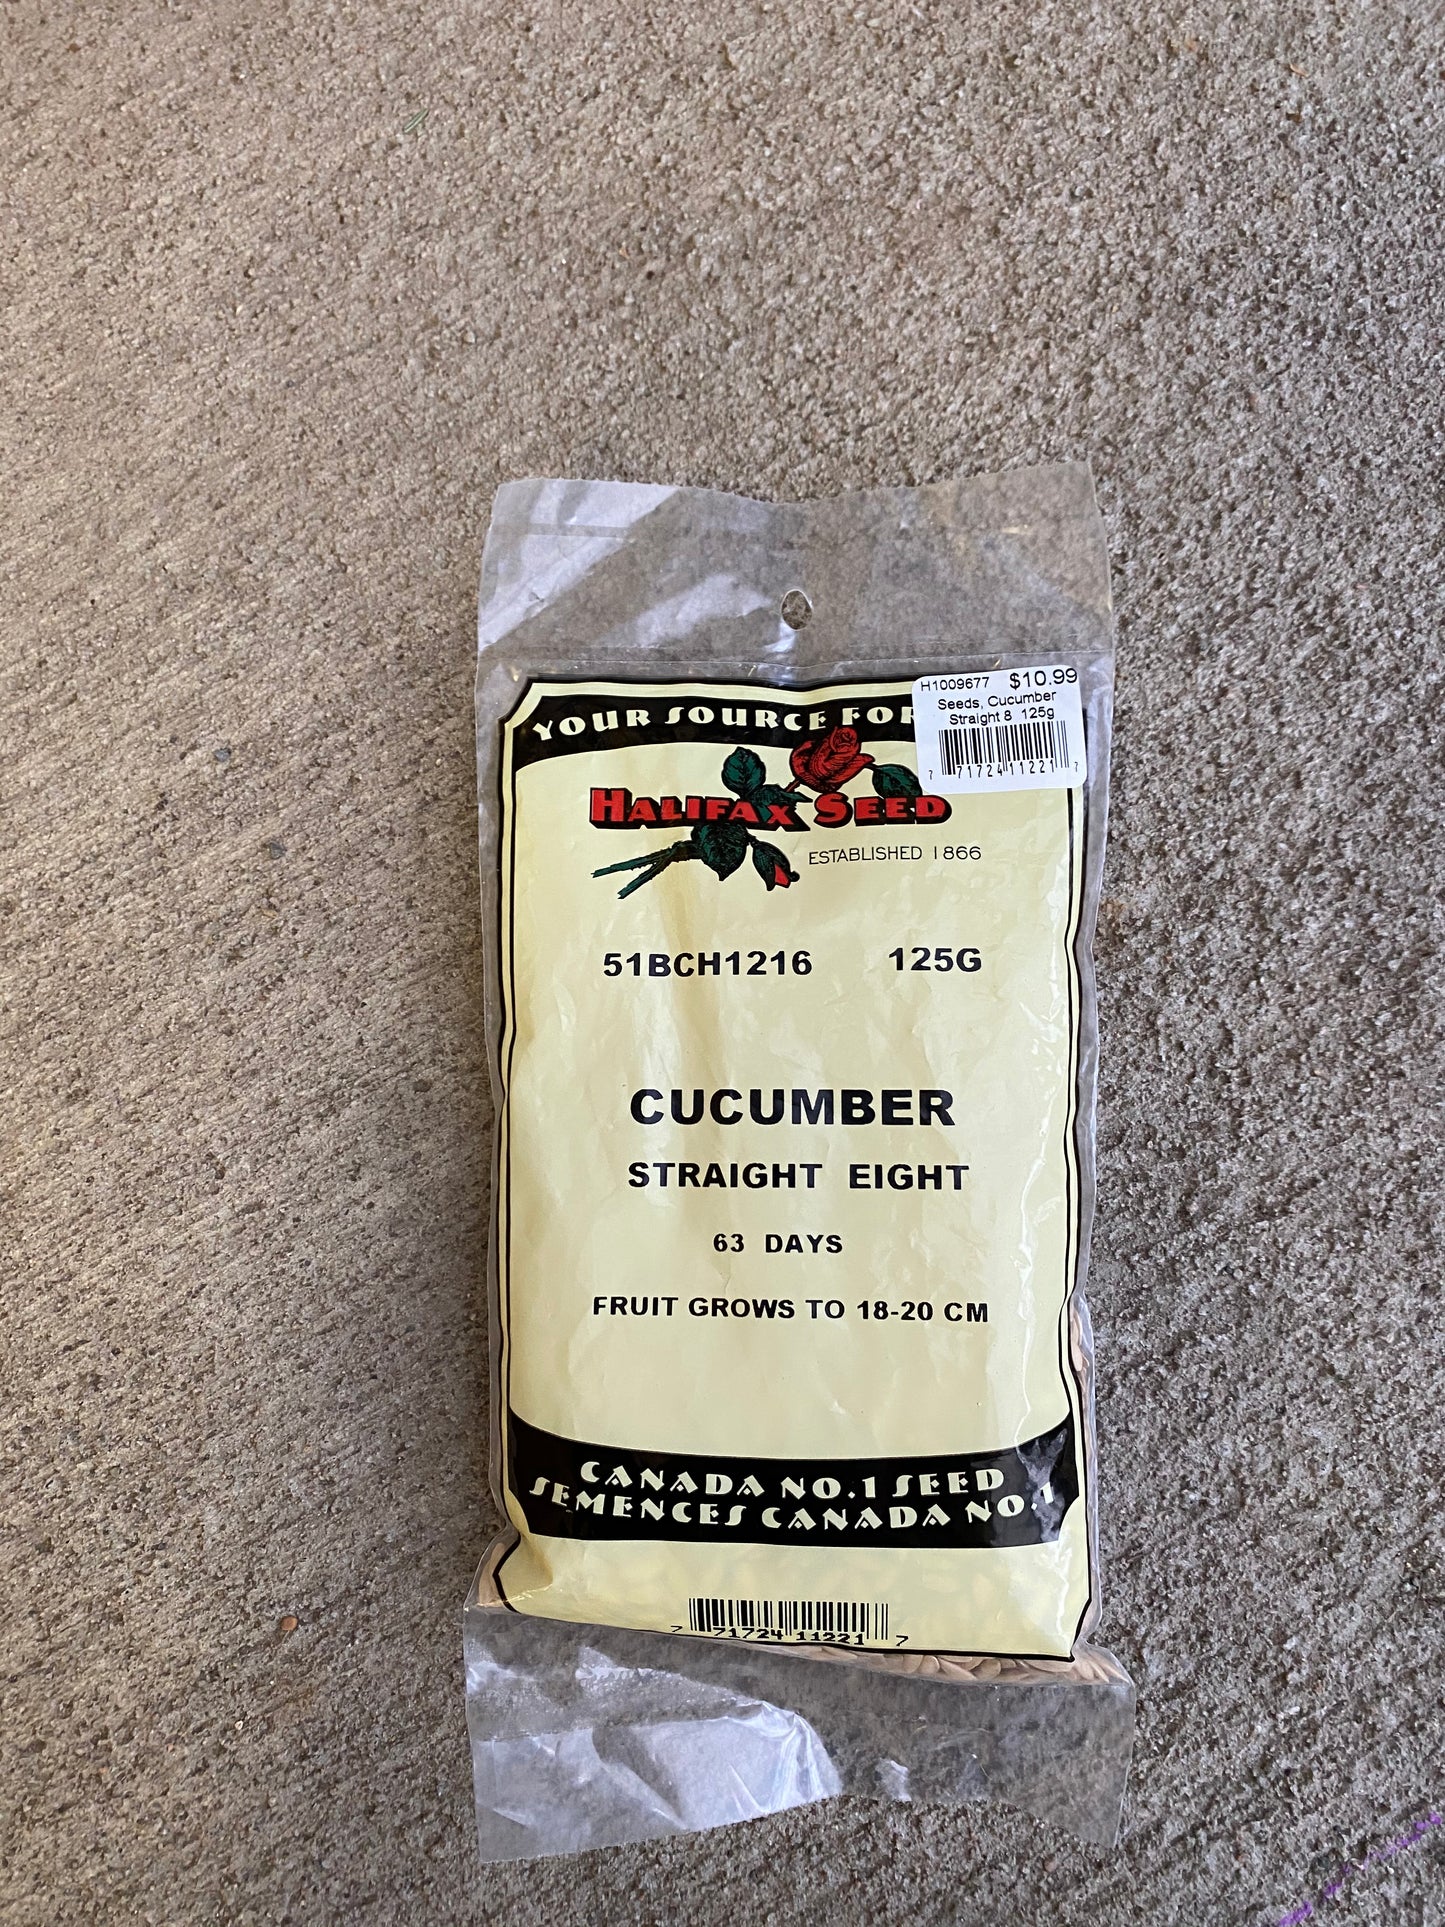 H1009677 $10.99
Seeds, Cucumber
Straight 8 125g
7 71724 11221 7
YOUR SOURCE FOR
HALIFAX SEED
ESTABLISHED 1866
51BCH1216 125G
CUCUMBER
STRAIGHT EIGHT
63 DAYS
FRUIT GROWS TO 18-20 CM
CANADA NO.1 SEED
SEMENCES CANADA NO.1
7 71724 11221 7